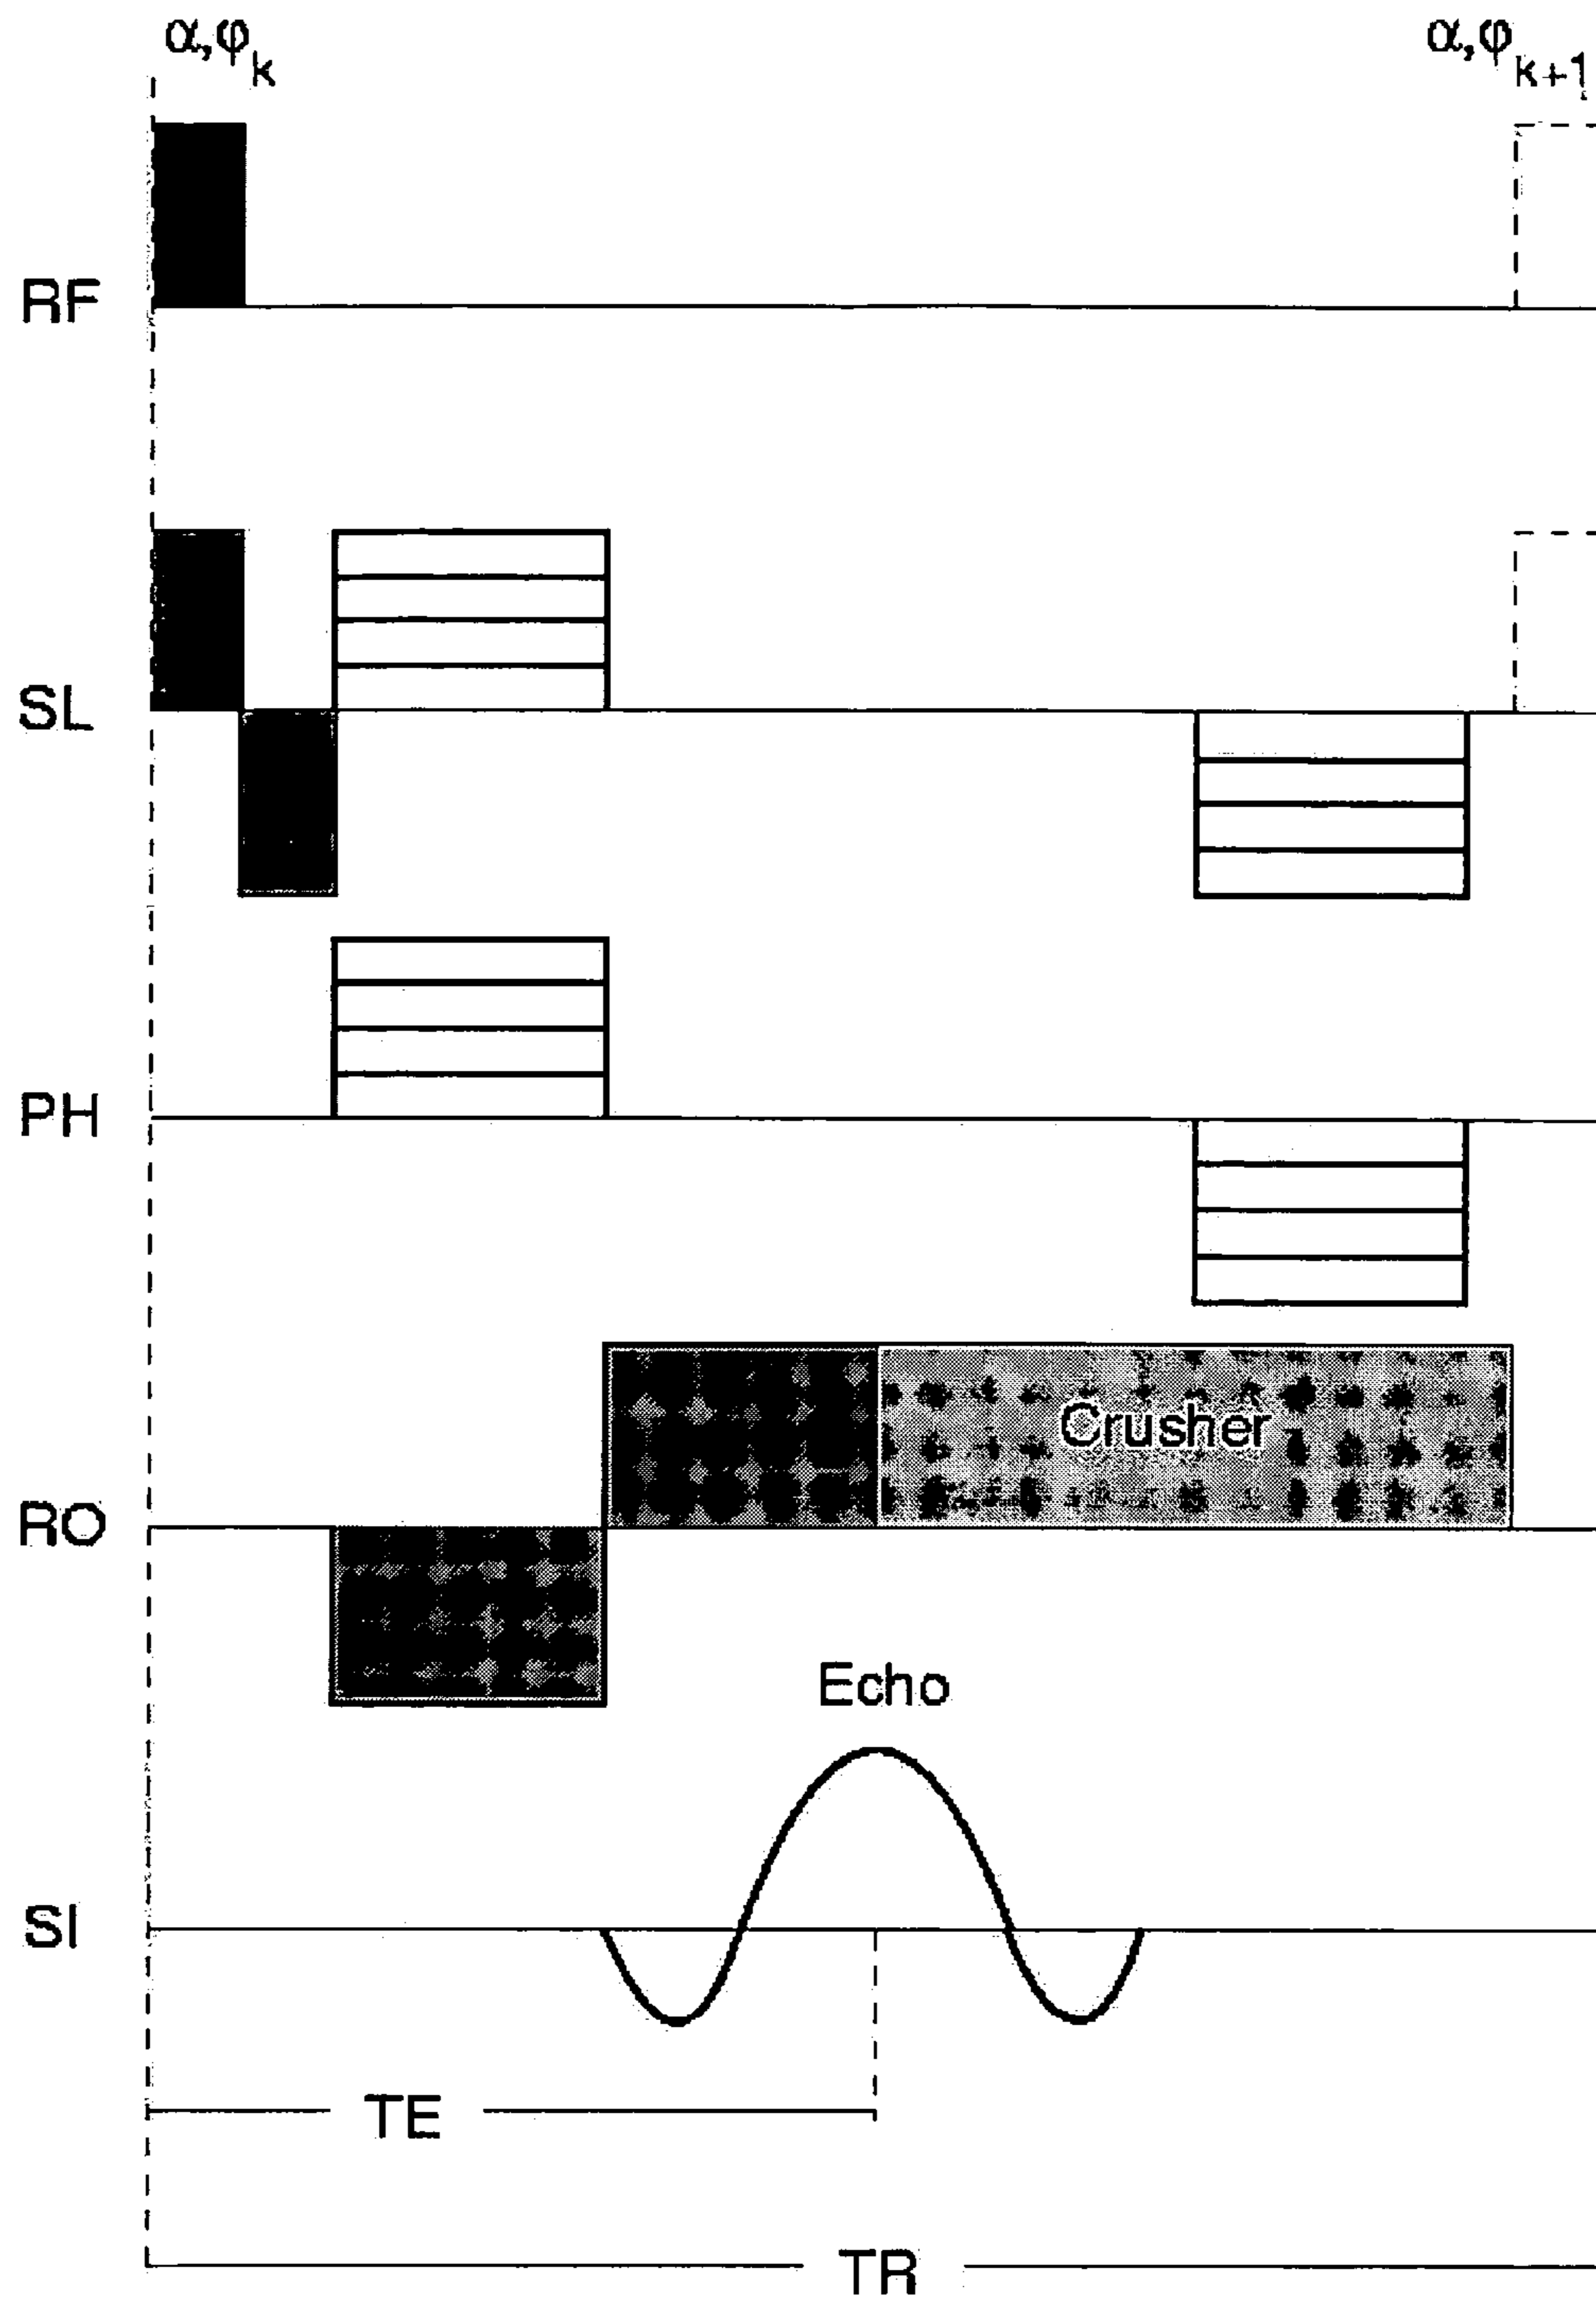 α,φk
α,φk+1
RF
SL
PH
Crusher
RO
Echo
SI
TE
TR